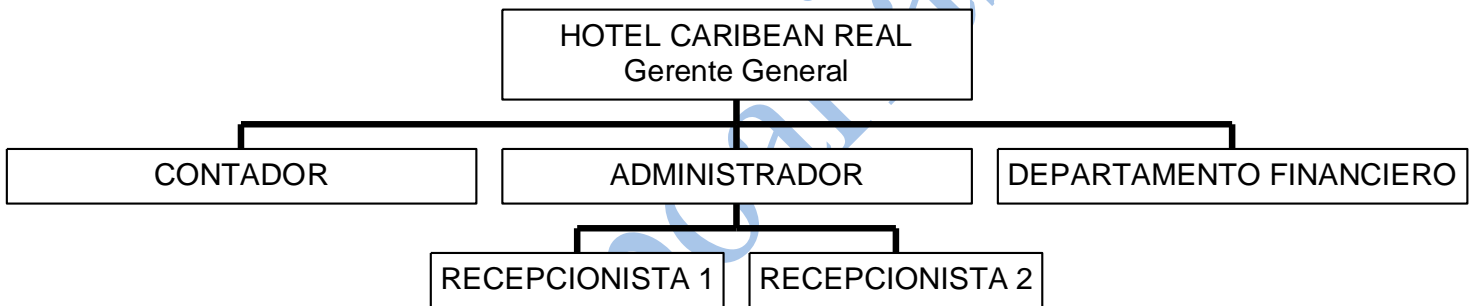 HOTEL CARIBEAN REAL
Gerente General
CONTADOR
ADMINISTRADOR
DEPARTAMENTO FINANCIERO
RECEPCIONISTA 1
RECEPCIONISTA 2